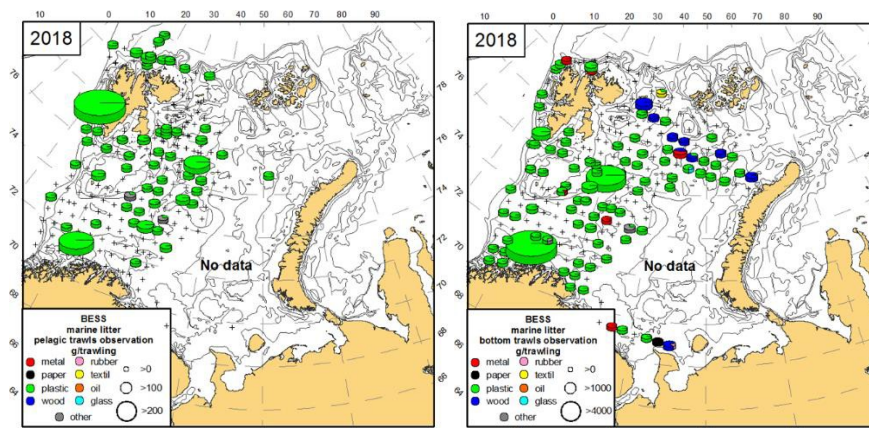 10 0 10 20 30 40 50 60 70 80 90
2018
78
76
74
72
70
68
66
64
No data
BESS
marine litter
pelagic trawls observation
g/trawling
metal rubber
paper textil
plastic oil
wood glass
other
>0
>100
>200
10 0 10 20 30 40 50 60 70 80 90
2018
78
76
74
72
70
68
66
64
No data
BESS
marine litter
bottom trawls observation
g/trawling
metal rubber
paper textil
plastic oil
wood glass
other
>0
>1000
>4000